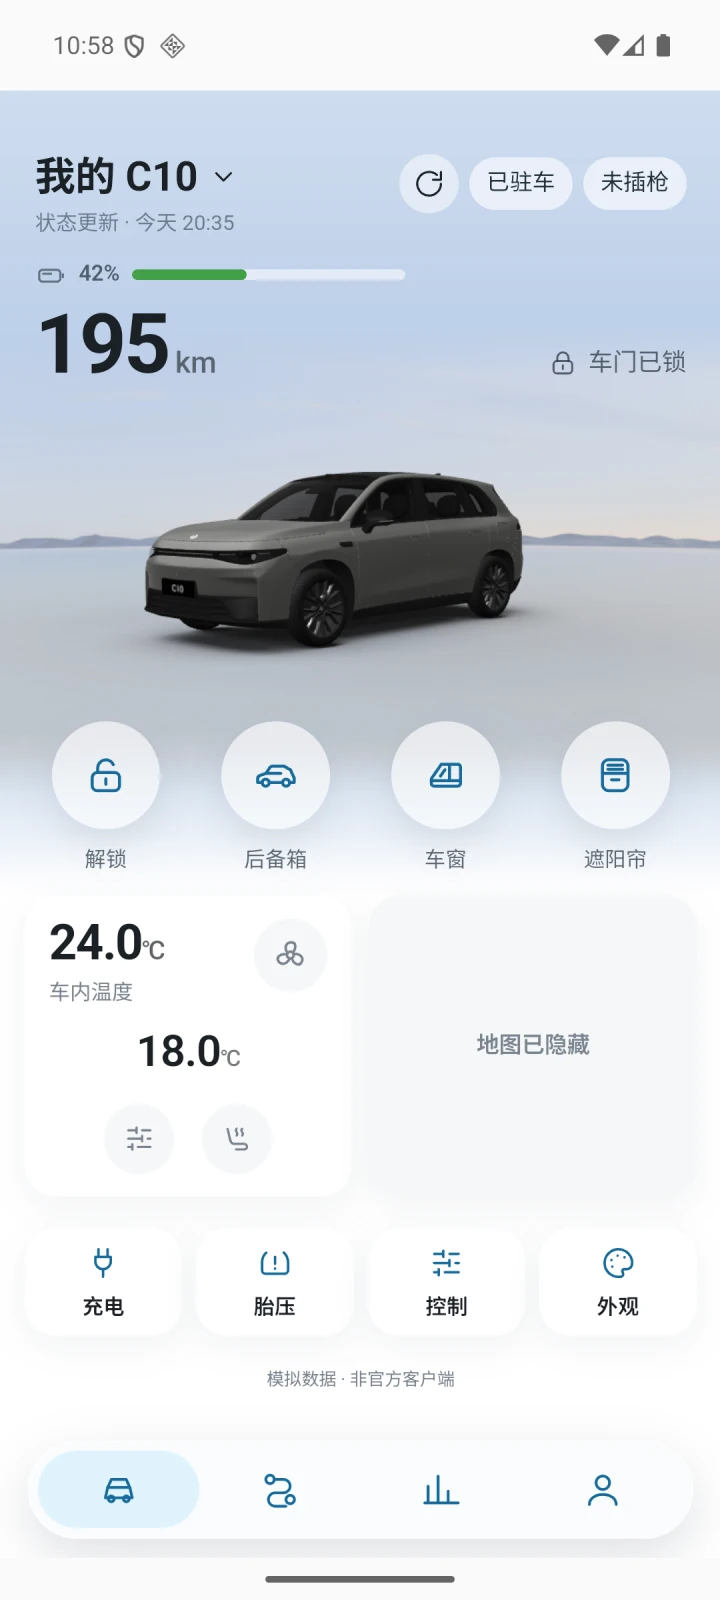 10:58
我的 C10
已驻车
未插枪
状态更新 · 今天 20:35
42%
195 km
车门已锁
C10
解锁
后备箱
车窗
遮阳帘
24.0℃
车内温度
18.0℃
地图已隐藏
充电
胎压
控制
外观
模拟数据 · 非官方客户端